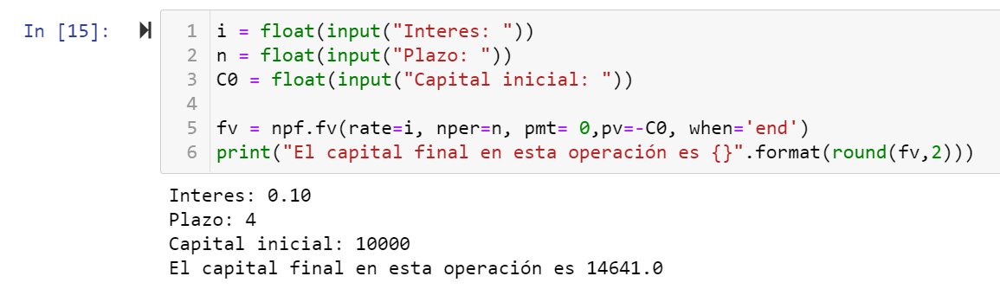 In [15]:
1 i = float(input("Interes: "))
2 n = float(input("Plazo: "))
3 C0 = float(input("Capital inicial: "))
4
5 fv = npf.fv(rate=i, nper=n, pmt= 0,pv=-C0, when='end')
6 print("El capital final en esta operación es {}".format(round(fv,2)))
Interes: 0.10
Plazo: 4
Capital inicial: 10000
El capital final en esta operación es 14641.0